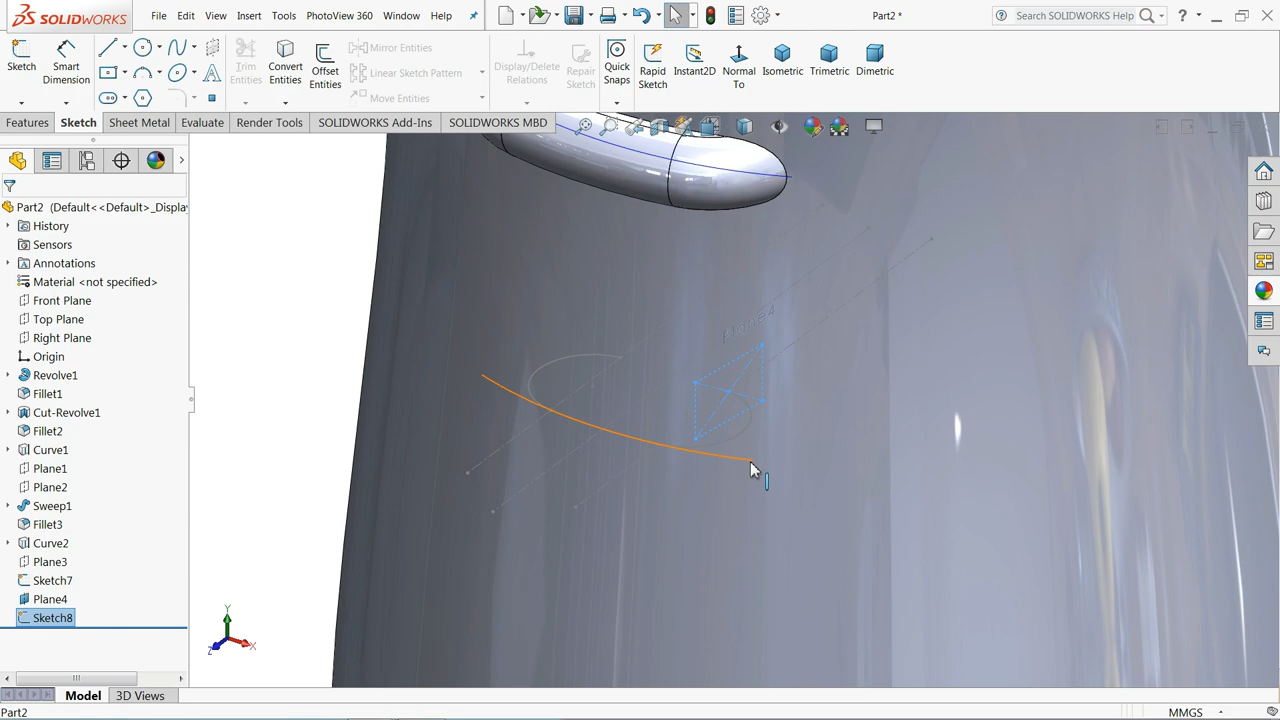 SOLIDWORKS
File
Edit
View
Insert
Tools
PhotoView 360
Window
Help
Part2 *
Search SOLIDWORKS Help
Sketch
Smart Dimension
Trim Entities
Convert Entities
Offset Entities
Mirror Entities
Linear Sketch Pattern
Move Entities
Display/Delete Relations
Repair Sketch
Quick Snaps
Rapid Sketch
Instant2D
Normal To
Isometric
Trimetric
Dimetric
Features
Sketch
Sheet Metal
Evaluate
Render Tools
SOLIDWORKS Add-Ins
SOLIDWORKS MBD
Part2 (Default<<Default>_Display
History
Sensors
Annotations
Material <not specified>
Front Plane
Top Plane
Right Plane
Origin
Revolve1
Fillet1
Cut-Revolve1
Fillet2
Curve1
Plane1
Plane2
Sweep1
Fillet3
Curve2
Plane3
Sketch7
Plane4
Sketch8
Plane4
Y
Z
X
Model
3D Views
Part2
MMGS